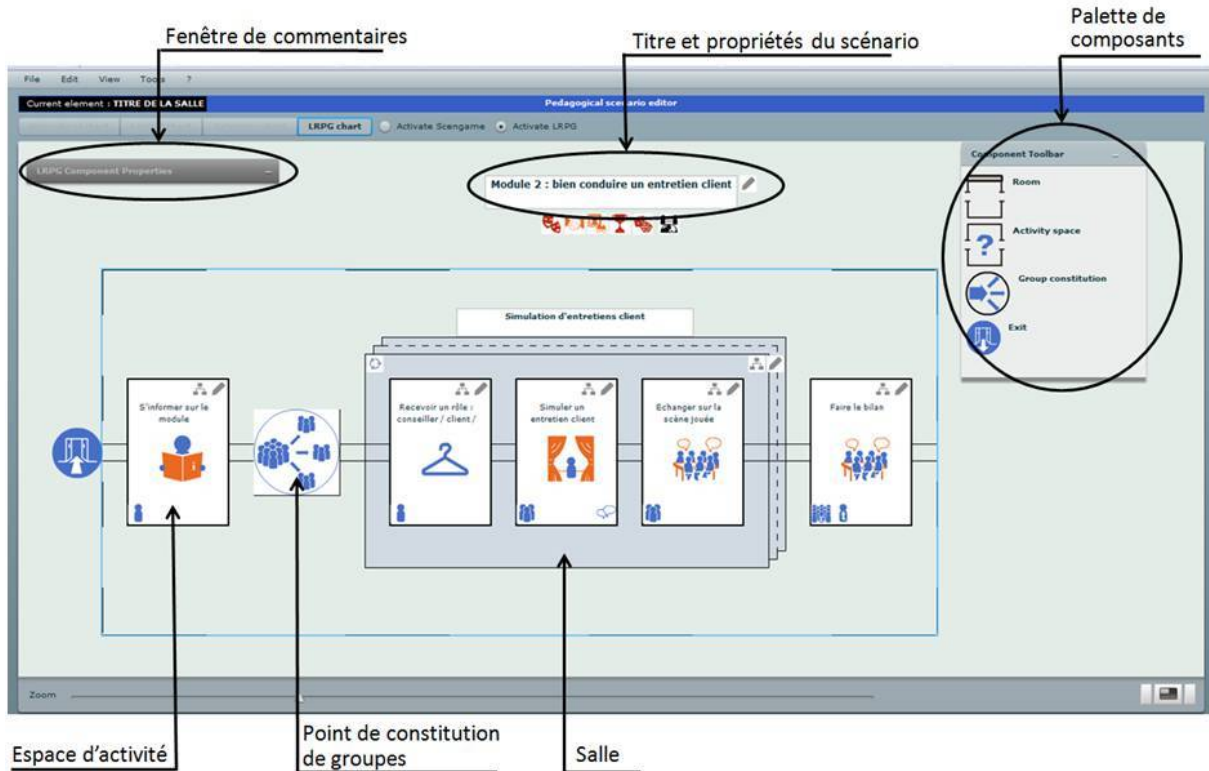 Fenêtre de commentaires
Titre et propriétés du scénario
Palette de
composants
File Edit View Tools ?
Current element : TITRE DE LA SALLE
Pedagogical scenario editor
LRPG chart Activate Scengame Activate LRPG
LRPG Component Properties
Module 2 : bien conduire un entretien client
Component Toolbar
Room
Activity space
?
Group constitution
Exit
Simulation d'entretiens client
S'informer sur le
module
Recevoir un rôle :
conseiller / client /
Simuler un
entretien client
Echanger sur la
scène jouée
Faire le bilan
Zoom
Espace d'activité
Point de constitution
de groupes
Salle